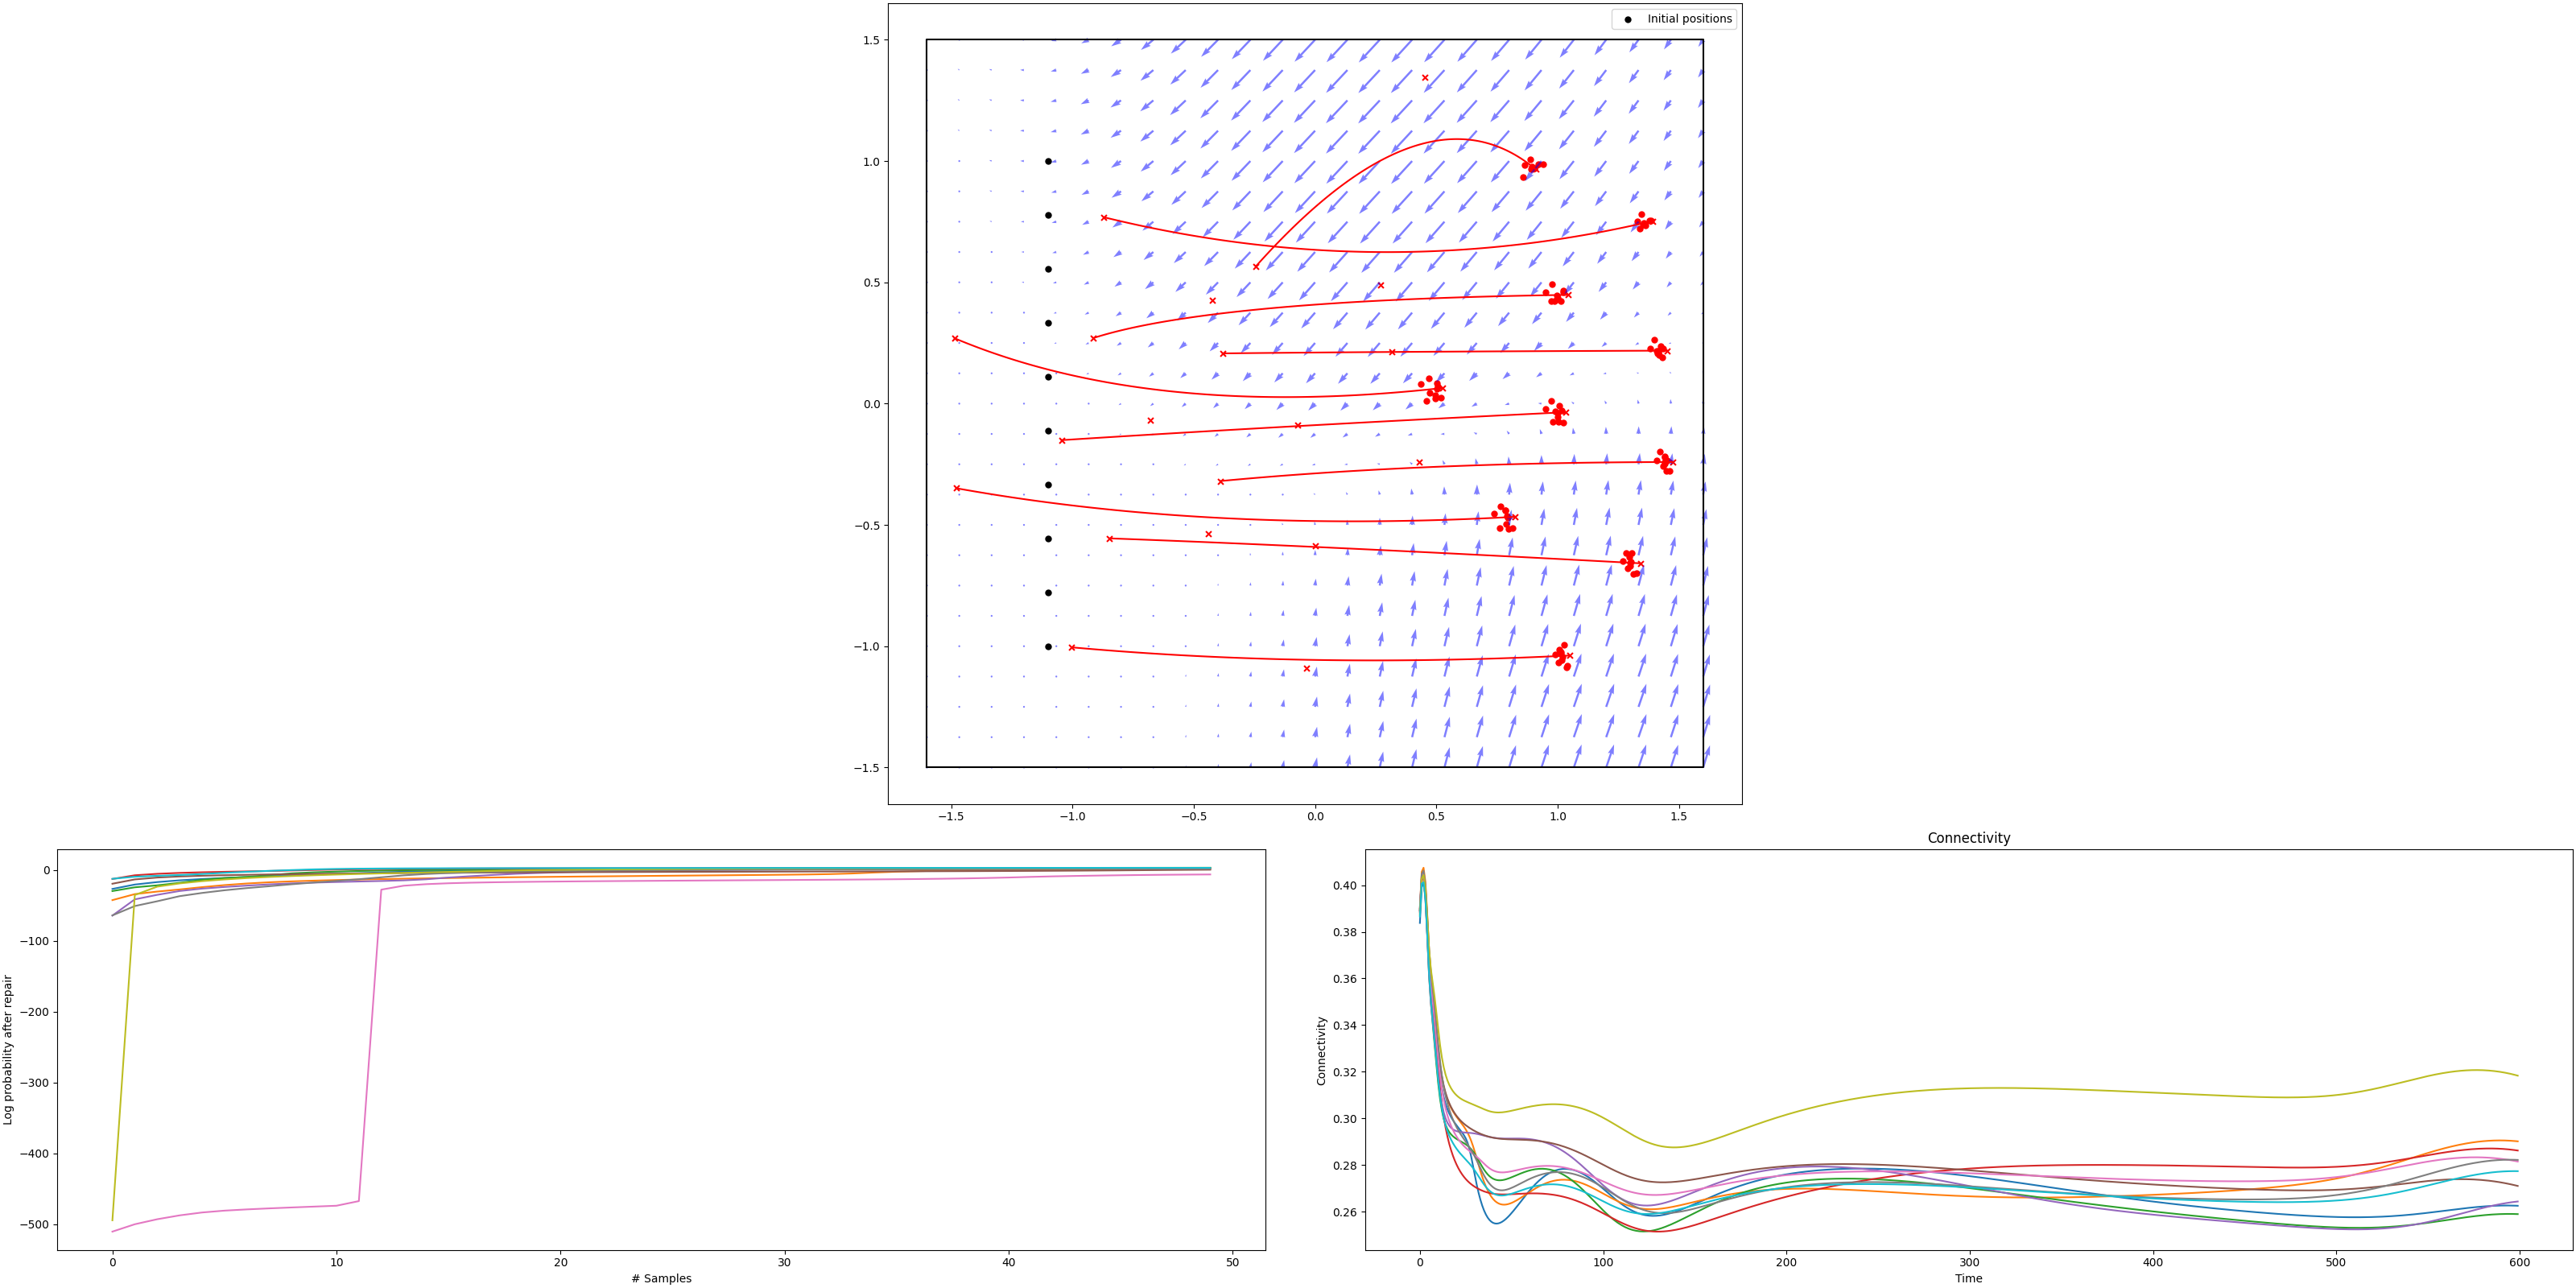 Initial positions
1.5
1.0
0.5
0.0
−0.5
−1.0
−1.5
−1.5 −1.0 −0.5 0.0 0.5 1.0 1.5
0
−100
−200
−300
−400
−500
Log probability after repair
0 10 20 30 40 50
# Samples
Connectivity
0.40
0.38
0.36
0.34
0.32
0.30
0.28
0.26
Connectivity
0 100 200 300 400 500 600
Time